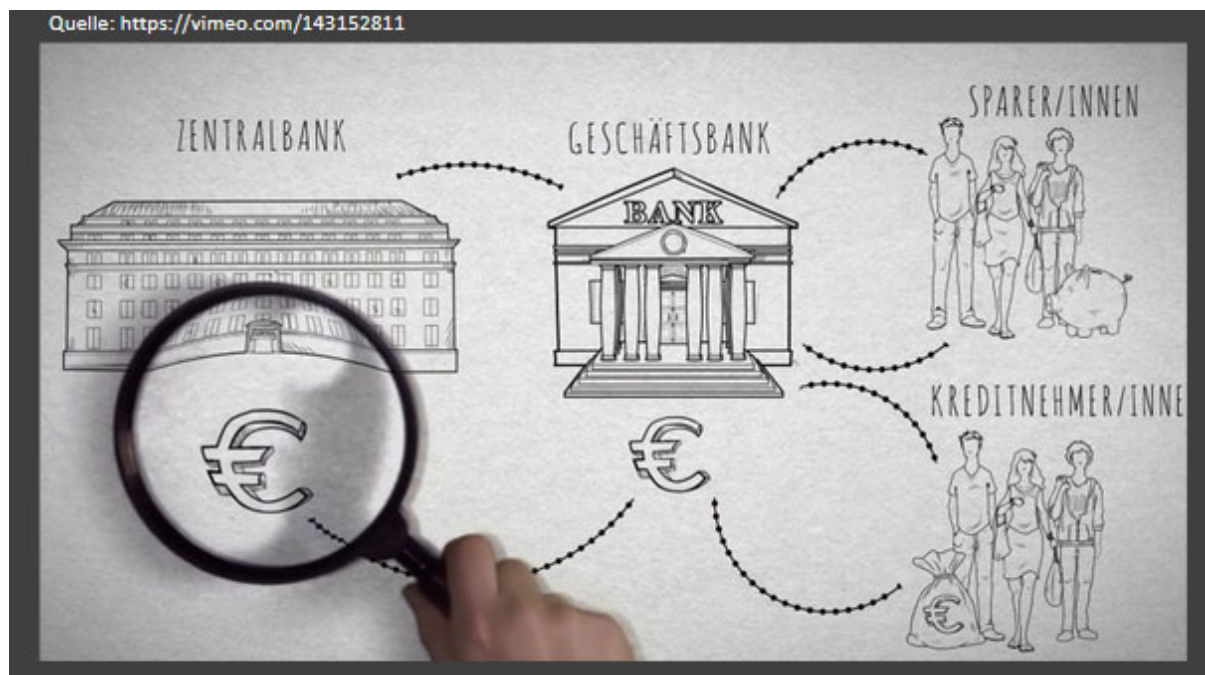 Quelle: https://vimeo.com/143152811
ZENTRALBANK
GESCHÄFTSBANK
SPARER/INNEN
BANK
€
€
KREDITNEHMER/INNE
€